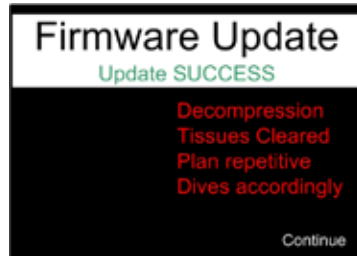 Firmware Update
Update SUCCESS
Decompression
Tissues Cleared
Plan repetitive
Dives accordingly
Continue